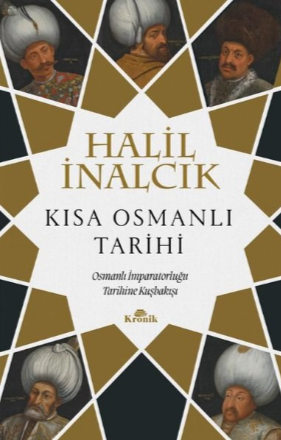 HALİL
İNALCIK
KISA OSMANLI
TARİHİ
Osmanlı İmparatorluğu
Tarihine Kuşbakışı
Kronik